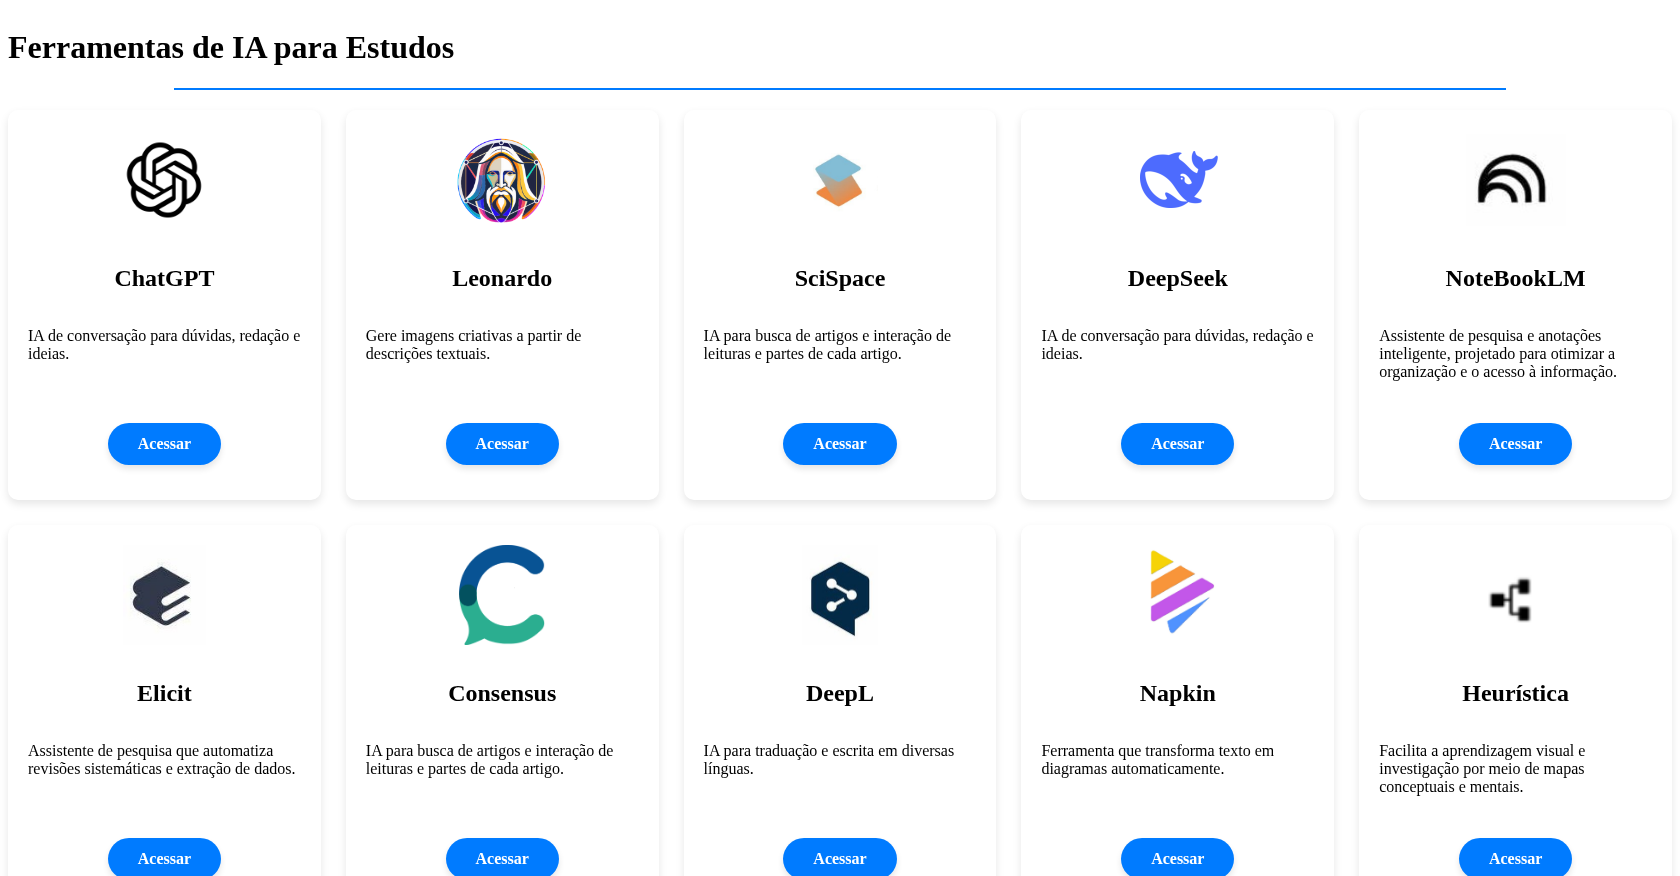 Ferramentas de IA para Estudos
ChatGPT
IA de conversação para dúvidas, redação e
ideias.
Acessar
Leonardo
Gere imagens criativas a partir de
descrições textuais.
Acessar
SciSpace
IA para busca de artigos e interação de
leituras e partes de cada artigo.
Acessar
DeepSeek
IA de conversação para dúvidas, redação e
ideias.
Acessar
NoteBookLM
Assistente de pesquisa e anotações
inteligente, projetado para otimizar a
organização e o acesso à informação.
Acessar
Elicit
Assistente de pesquisa que automatiza
revisões sistemáticas e extração de dados.
Acessar
Consensus
IA para busca de artigos e interação de
leituras e partes de cada artigo.
Acessar
DeepL
IA para traduação e escrita em diversas
línguas.
Acessar
Napkin
Ferramenta que transforma texto em
diagramas automaticamente.
Acessar
Heurística
Facilita a aprendizagem visual e
investigação por meio de mapas
conceptuais e mentais.
Acessar